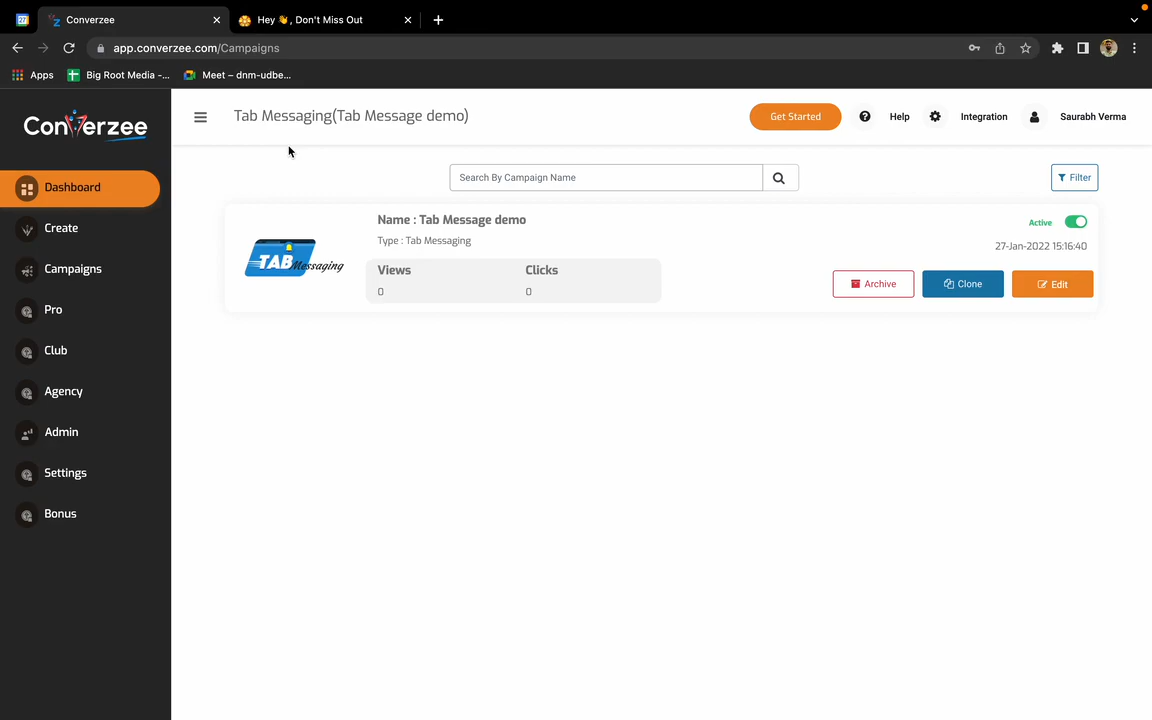 27
Converzee
Hey 👋, Don't Miss Out
app.converzee.com/Campaigns
Apps
Big Root Media -...
Meet – dnm-udbe...
Converzee
Tab Messaging(Tab Message demo)
Get Started
Help
Integration
Saurabh Verma
Dashboard
Create
Campaigns
Pro
Club
Agency
Admin
Settings
Bonus
Search By Campaign Name
Filter
TAB Messaging
Name : Tab Message demo
Type : Tab Messaging
Views
Clicks
0
0
Active
27-Jan-2022 15:16:40
Archive
Clone
Edit